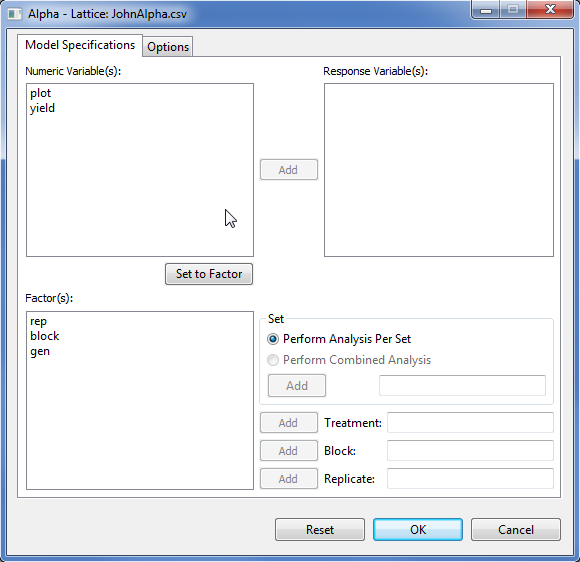 Alpha - Lattice: JohnAlpha.csv
Model Specifications
Options
Numeric Variable(s):
Response Variable(s):
plot
yield
Add
Set to Factor
Factor(s):
rep
block
gen
Set
Perform Analysis Per Set
Perform Combined Analysis
Add
Add Treatment:
Add Block:
Add Replicate:
Reset OK Cancel